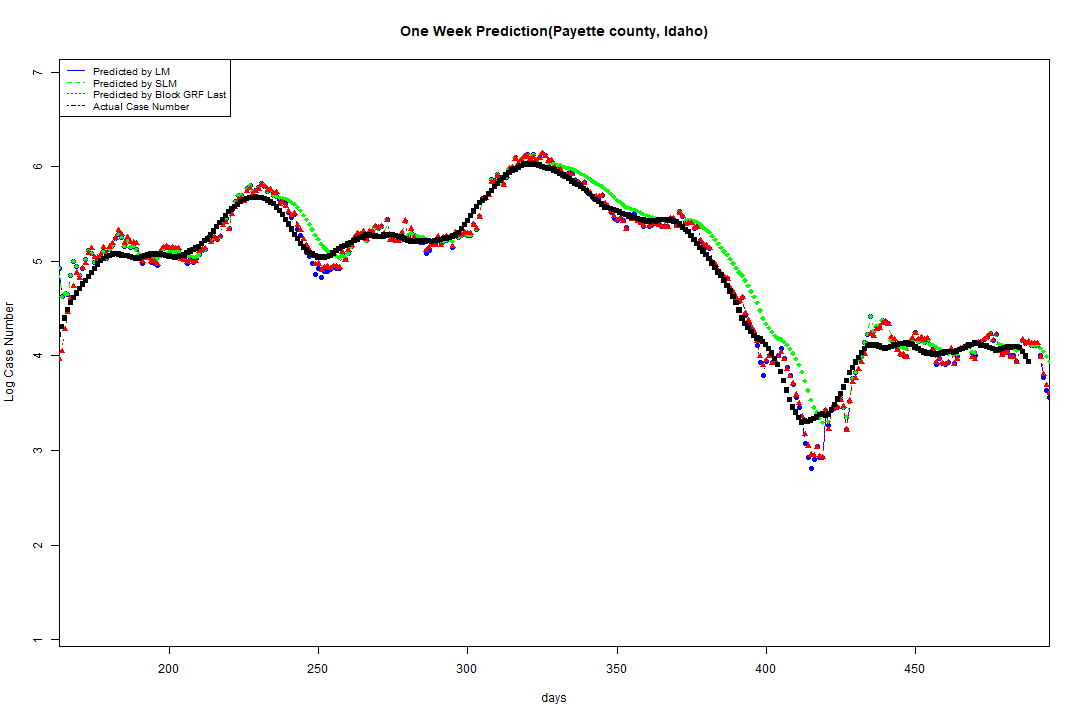 One Week Prediction(Payette county, Idaho)
Predicted by LM
Predicted by SLM
Predicted by Block GRF Last
Actual Case Number
7
6
5
4
3
2
1
Log Case Number
200 250 300 350 400 450
days